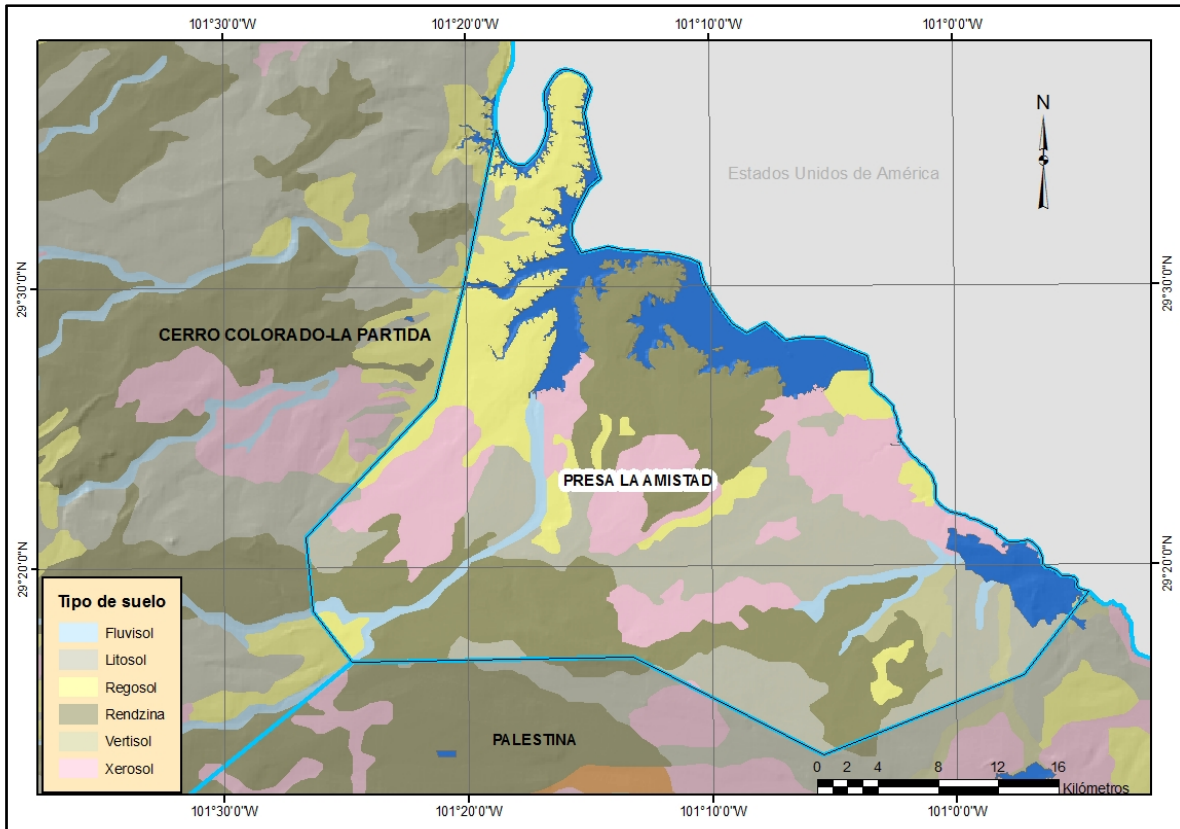 101°30'0"W
101°20'0"W
101°10'0"W
101°0'0"W
N
Estados Unidos de América
29°30'0"N
29°30'0"N
CERRO COLORADO-LA PARTIDA
PRESA LA AMISTAD
29°20'0"N
29°20'0"N
Tipo de suelo
Fluvisol
Litosol
Regosol
Rendzina
Vertisol
Xerosol
PALESTINA
0 2 4 8 12 16
Kilómetros
101°30'0"W
101°20'0"W
101°10'0"W
101°0'0"W